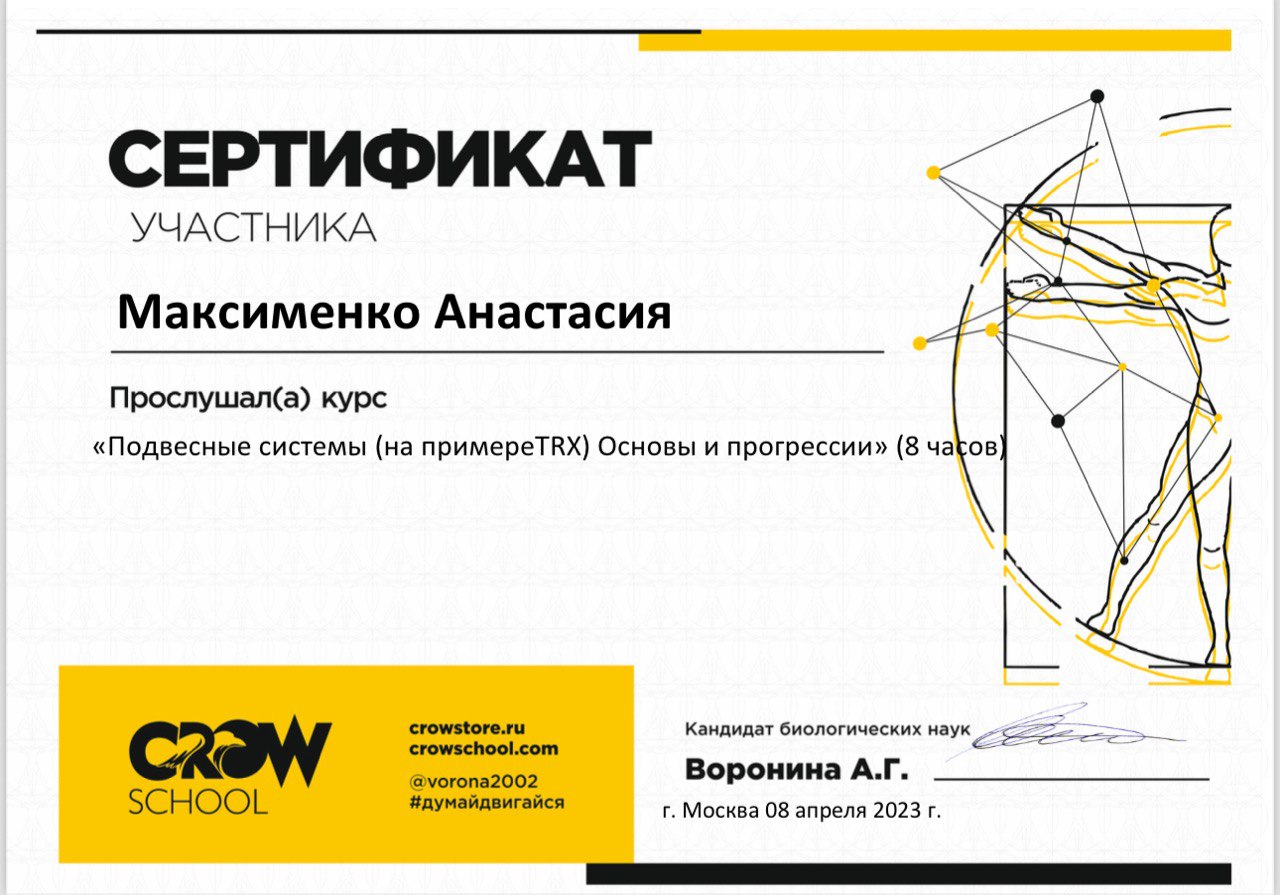 СЕРТИФИКАТ
УЧАСТНИКА
Максименко Анастасия
Прослушал(а) курс
«Подвесные системы (на примереTRX) Основы и прогрессии» (8 часов)
CROW
SCHOOL
crowstore.ru
crowschool.com
@vorona2002
#думайдвигайся
Кандидат биологических наук
Воронина А.Г.
г. Москва 08 апреля 2023 г.